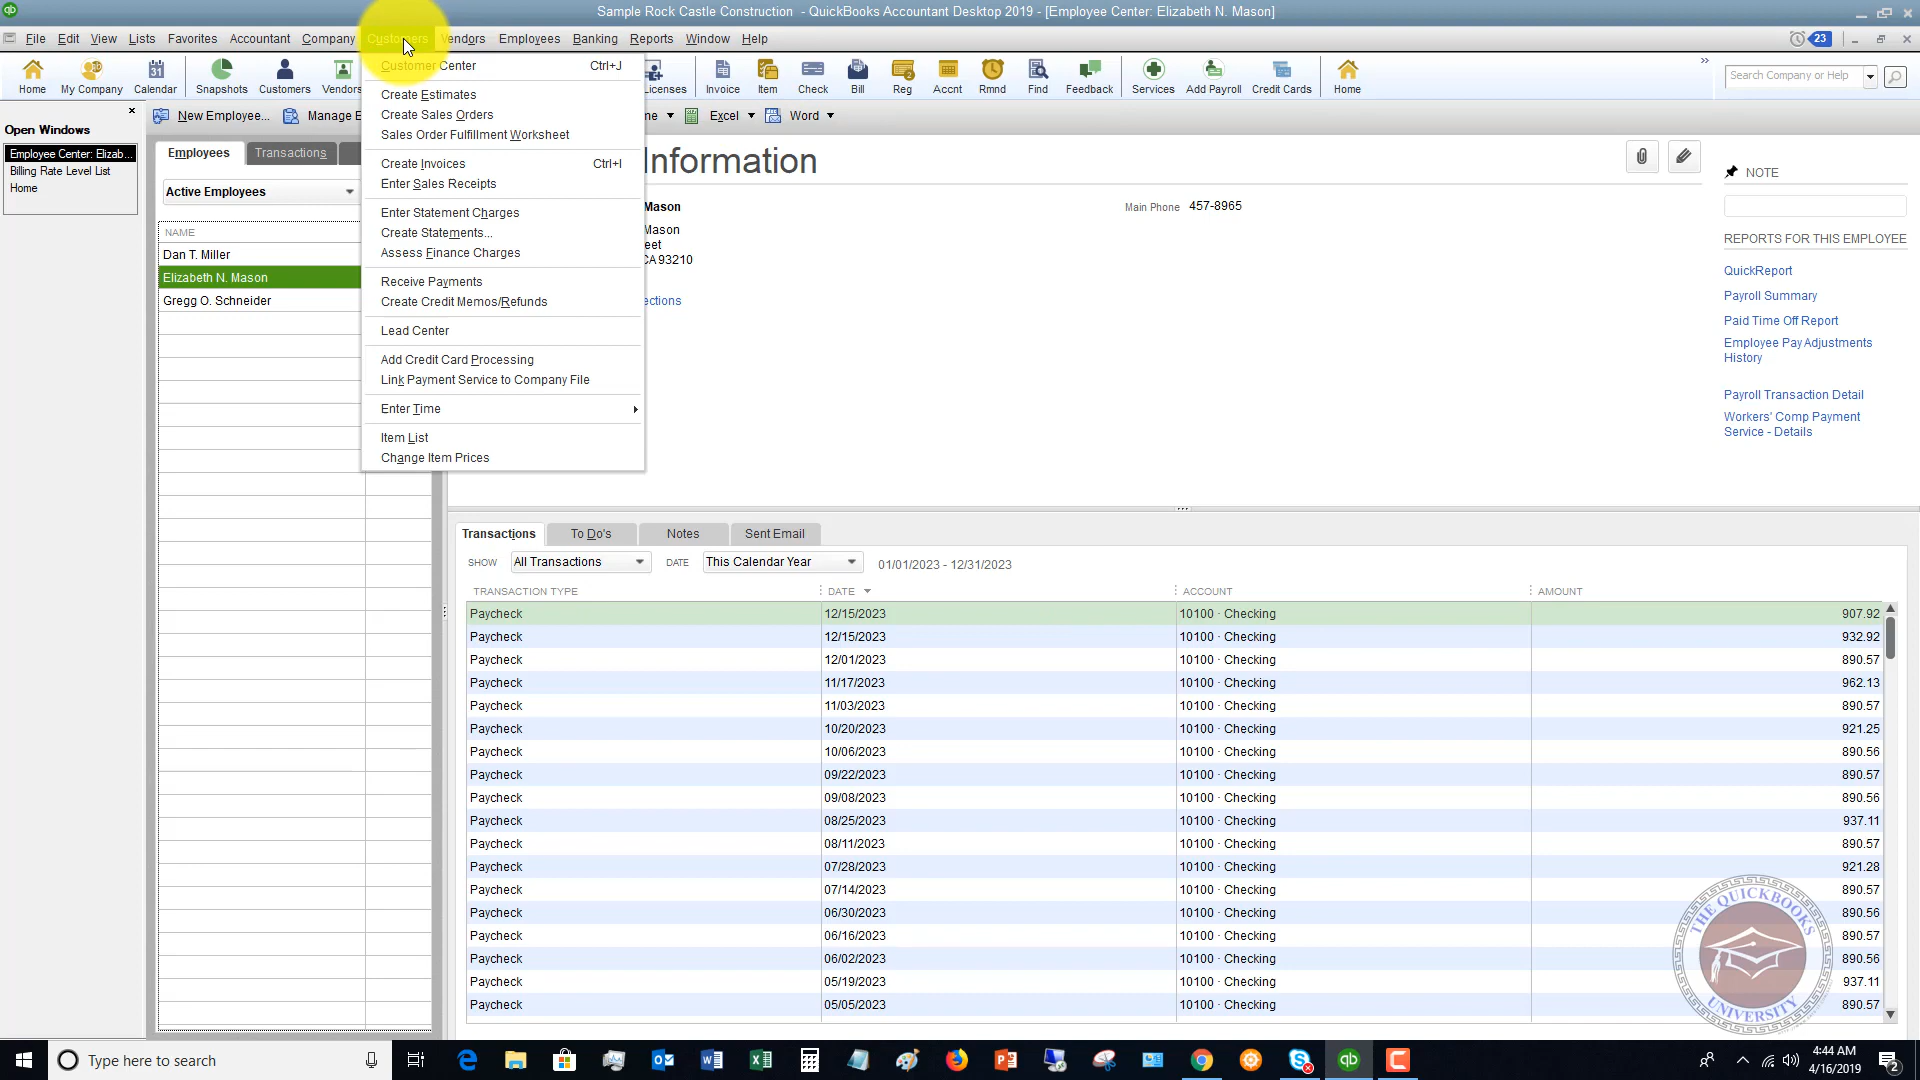 Sample Rock Castle Construction - QuickBooks Accountant Desktop 2019 - [Employee Center: Elizabeth N. Mason]
File Edit View Lists Favorites Accountant Company Customers Vendors Employees Banking Reports Window Help
23
Home My Company Calendar Snapshots Customers Vendors
31
Licenses Invoice Item Check Bill Reg Accnt Rmnd Find Feedback Services Add Payroll Credit Cards Home
Search Company or Help
New Employee...
Manage E
me
Excel
Word
Customer Center Ctrl+J
Create Estimates
Create Sales Orders
Sales Order Fulfillment Worksheet
Create Invoices Ctrl+I
Enter Sales Receipts
Enter Statement Charges
Create Statements...
Assess Finance Charges
Receive Payments
Create Credit Memos/Refunds
Lead Center
Add Credit Card Processing
Link Payment Service to Company File
Enter Time
Item List
Change Item Prices
Open Windows
Employee Center: Elizab...
Billing Rate Level List
Home
Employees Transactions
Active Employees
NAME
Dan T. Miller
Elizabeth N. Mason
Gregg O. Schneider
Information
Mason
Mason
eet
CA 93210
ections
Main Phone 457-8965
NOTE
REPORTS FOR THIS EMPLOYEE
QuickReport
Payroll Summary
Paid Time Off Report
Employee Pay Adjustments
History
Payroll Transaction Detail
Workers' Comp Payment
Service - Details
Transactions To Do's Notes Sent Email
SHOW All Transactions DATE This Calendar Year 01/01/2023 - 12/31/2023
TRANSACTION TYPE DATE ACCOUNT AMOUNT
Paycheck 12/15/2023 10100 · Checking 907.92
Paycheck 12/15/2023 10100 · Checking 932.92
Paycheck 12/01/2023 10100 · Checking 890.57
Paycheck 11/17/2023 10100 · Checking 962.13
Paycheck 11/03/2023 10100 · Checking 890.57
Paycheck 10/20/2023 10100 · Checking 921.25
Paycheck 10/06/2023 10100 · Checking 890.56
Paycheck 09/22/2023 10100 · Checking 890.57
Paycheck 09/08/2023 10100 · Checking 890.56
Paycheck 08/25/2023 10100 · Checking 937.11
Paycheck 08/11/2023 10100 · Checking 890.57
Paycheck 07/28/2023 10100 · Checking 921.28
Paycheck 07/14/2023 10100 · Checking 890.57
Paycheck 06/30/2023 10100 · Checking 890.56
Paycheck 06/16/2023 10100 · Checking 890.57
Paycheck 06/02/2023 10100 · Checking 890.56
Paycheck 05/19/2023 10100 · Checking 937.11
Paycheck 05/05/2023 10100 · Checking 890.57
THE QUICKBOOKS
UNIVERSITY
Type here to search
4:44 AM
4/16/2019
2